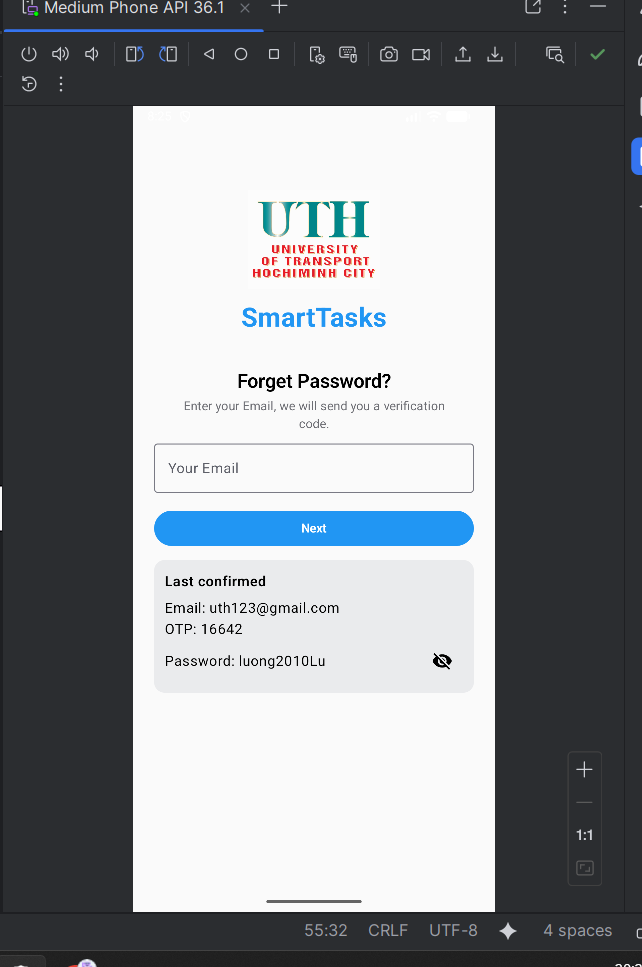 Medium Phone API 36.1
UTH
UNIVERSITY
OF TRANSPORT
HOCHIMINH CITY
SmartTasks
Forget Password?
Enter your Email, we will send you a verification
code.
Your Email
Next
Last confirmed
Email: uth123@gmail.com
OTP: 16642
Password: luong2010Lu
1:1
55:32 CRLF UTF-8 4 spaces